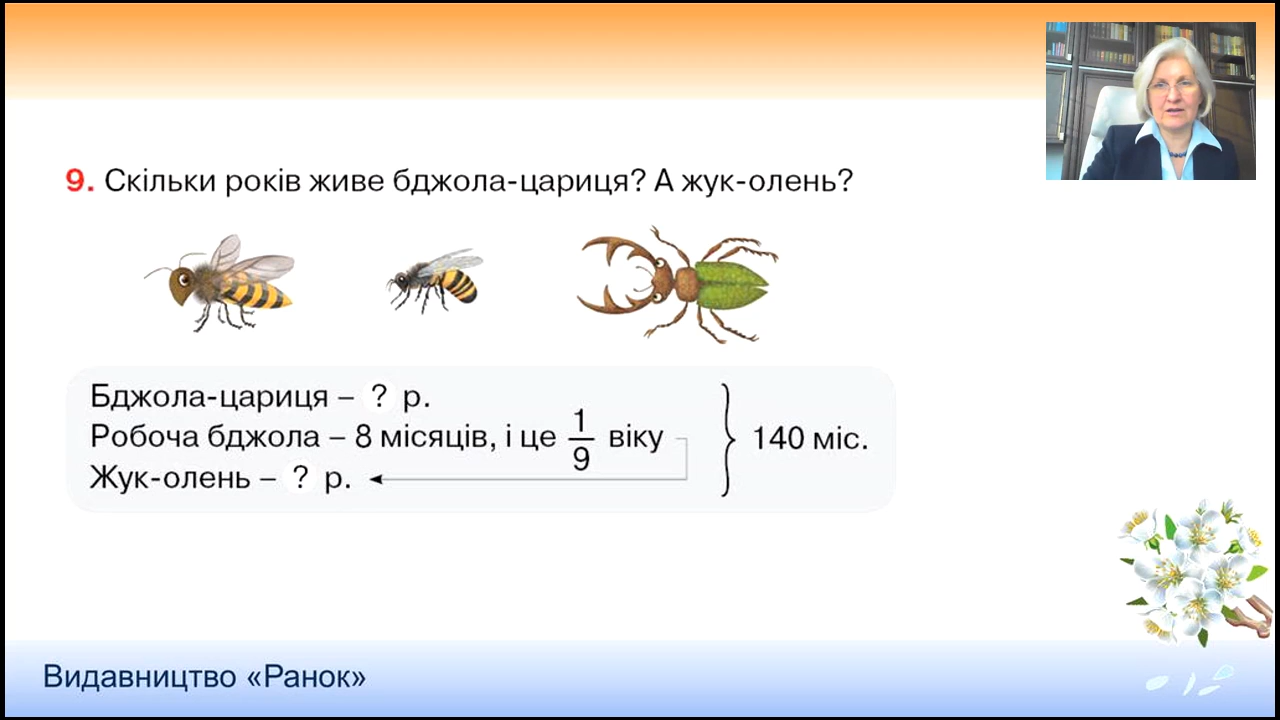 9. Скільки років живе бджола-цариця? А жук-олень?
Бджола-цариця – ? р.
Робоча бджола – 8 місяців, і це 1/9 віку
Жук-олень – ? р.
140 міс.
Видавництво «Ранок»